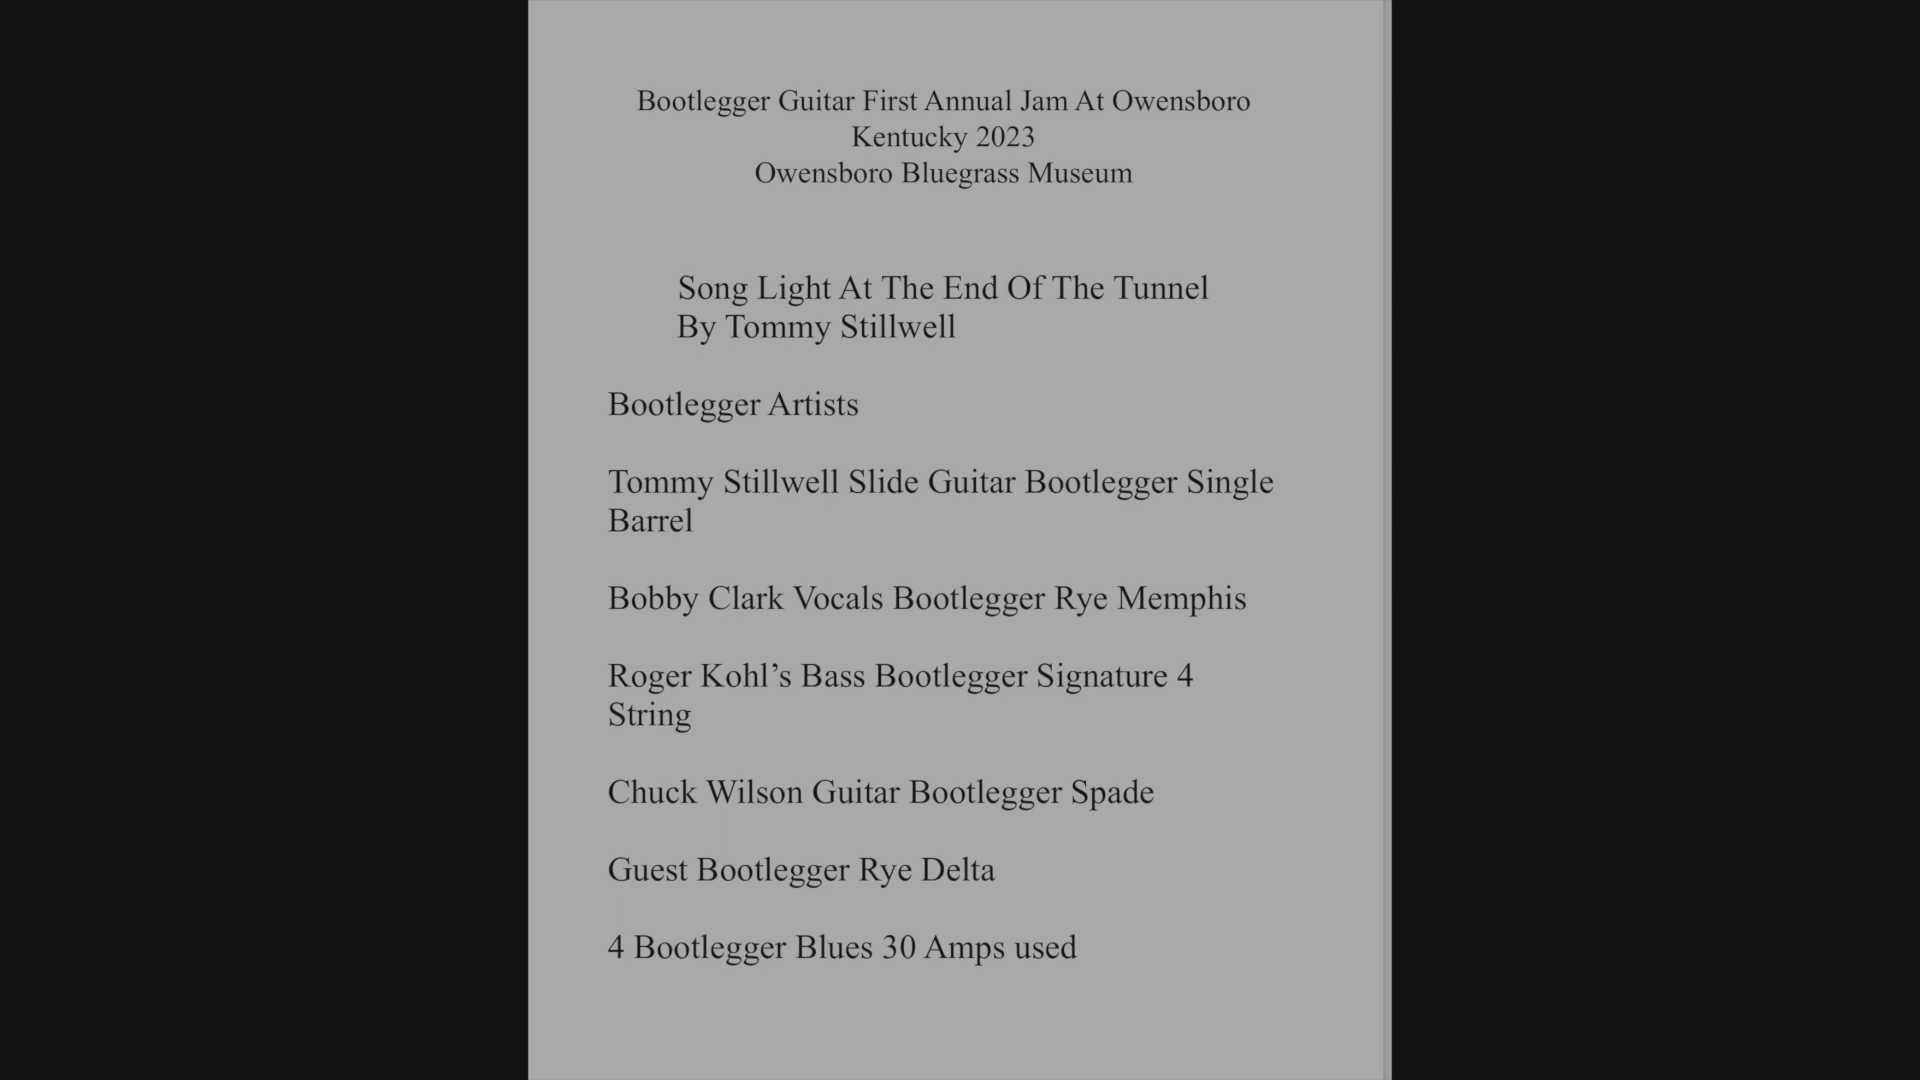 Bootlegger Guitar First Annual Jam At Owensboro
Kentucky 2023
Owensboro Bluegrass Museum
Song Light At The End Of The Tunnel
By Tommy Stillwell
Bootlegger Artists
Tommy Stillwell Slide Guitar Bootlegger Single
Barrel
Bobby Clark Vocals Bootlegger Rye Memphis
Roger Kohl’s Bass Bootlegger Signature 4
String
Chuck Wilson Guitar Bootlegger Spade
Guest Bootlegger Rye Delta
4 Bootlegger Blues 30 Amps used